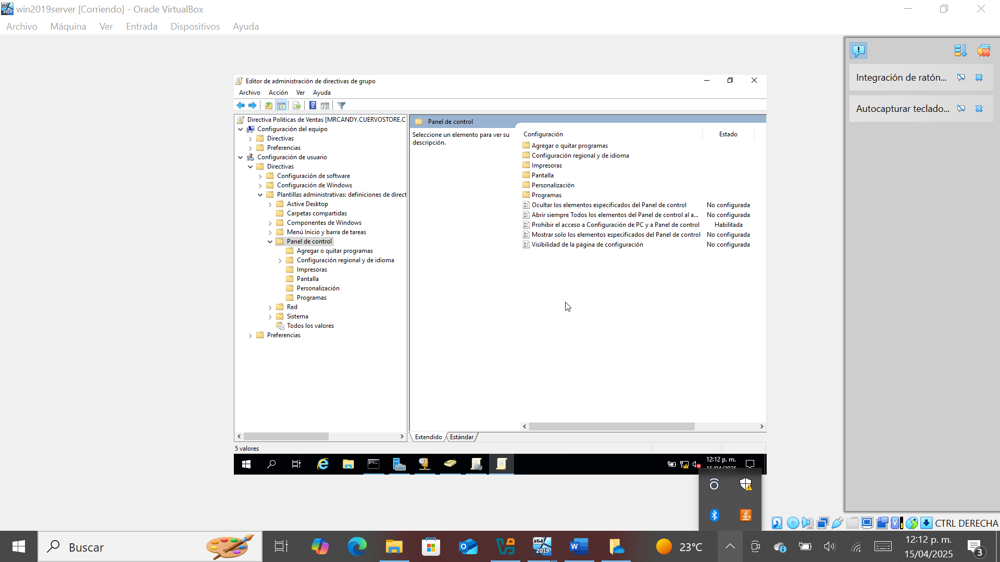 win2019server [Corriendo] - Oracle VirtualBox
Archivo Máquina Ver Entrada Dispositivos Ayuda
Integración de ratón...
Autocapturar teclado...
Editor de administración de directivas de grupo
Archivo Acción Ver Ayuda
Directiva Politicas de Ventas [MRCANDY.CUERVOSTORE.C
Configuración del equipo
Directivas
Preferencias
Configuración de usuario
Directivas
Configuración de software
Configuración de Windows
Plantillas administrativas: definiciones de direct
Active Desktop
Carpetas compartidas
Componentes de Windows
Menú Inicio y barra de tareas
Panel de control
Agregar o quitar programas
Configuración regional y de idioma
Impresoras
Pantalla
Personalización
Programas
Red
Sistema
Todos los valores
Preferencias
Panel de control
Seleccione un elemento para ver su
descripción.
Configuración Estado
Agregar o quitar programas
Configuración regional y de idioma
Impresoras
Pantalla
Personalización
Programas
Ocultar los elementos especificados del Panel de control No configurada
Abrir siempre Todos los elementos del Panel de control al a... No configurada
Prohibir el acceso a Configuración de PC y a Panel de control Habilitada
Mostrar solo los elementos especificados del Panel de control No configurada
Visibilidad de la página de configuración No configurada
Extendido Estándar
5 valores
12:12 p. m.
15/04/2025
CTRL DERECHA
Buscar
x64
2019
23°C
12:12 p. m.
15/04/2025
3